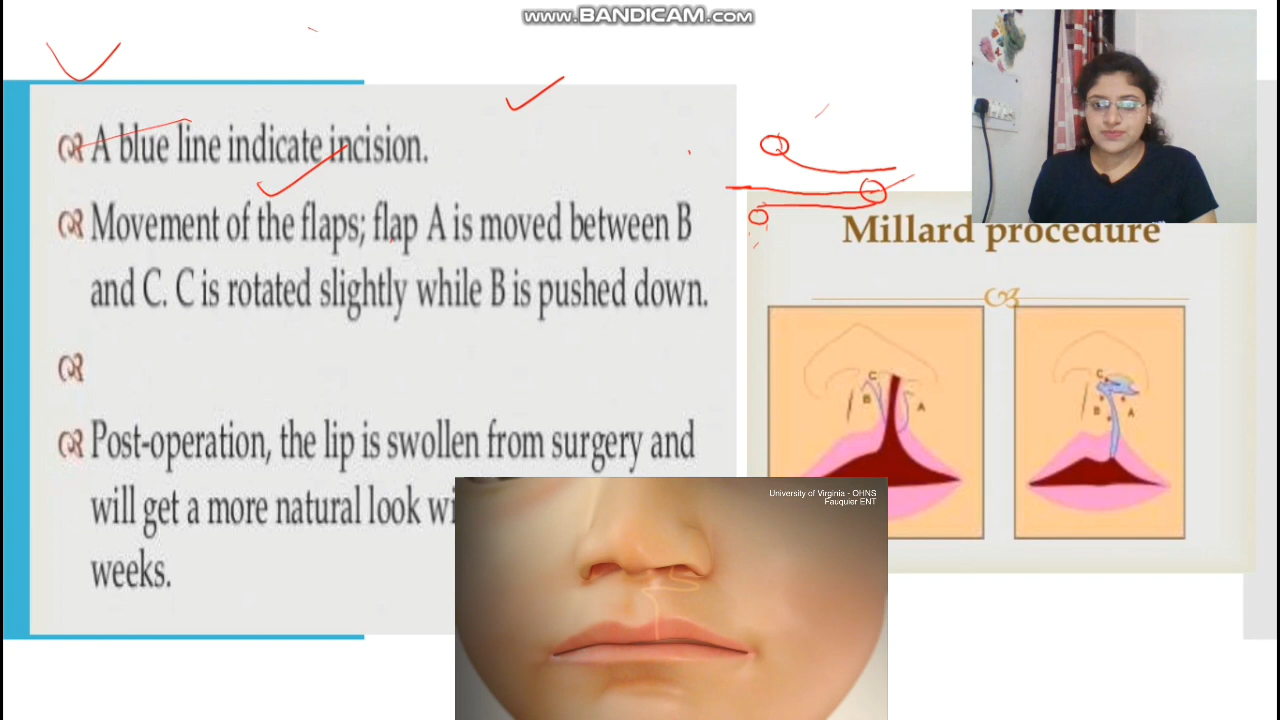 www.BANDICAM.com
A blue line indicate incision.
Movement of the flaps; flap A is moved between B
and C. C is rotated slightly while B is pushed down.
Post-operation, the lip is swollen from surgery and
will get a more natural look
weeks.
Millard procedure
C
B
A
C
B
A
University of Virginia - OHNS
Fauquier ENT